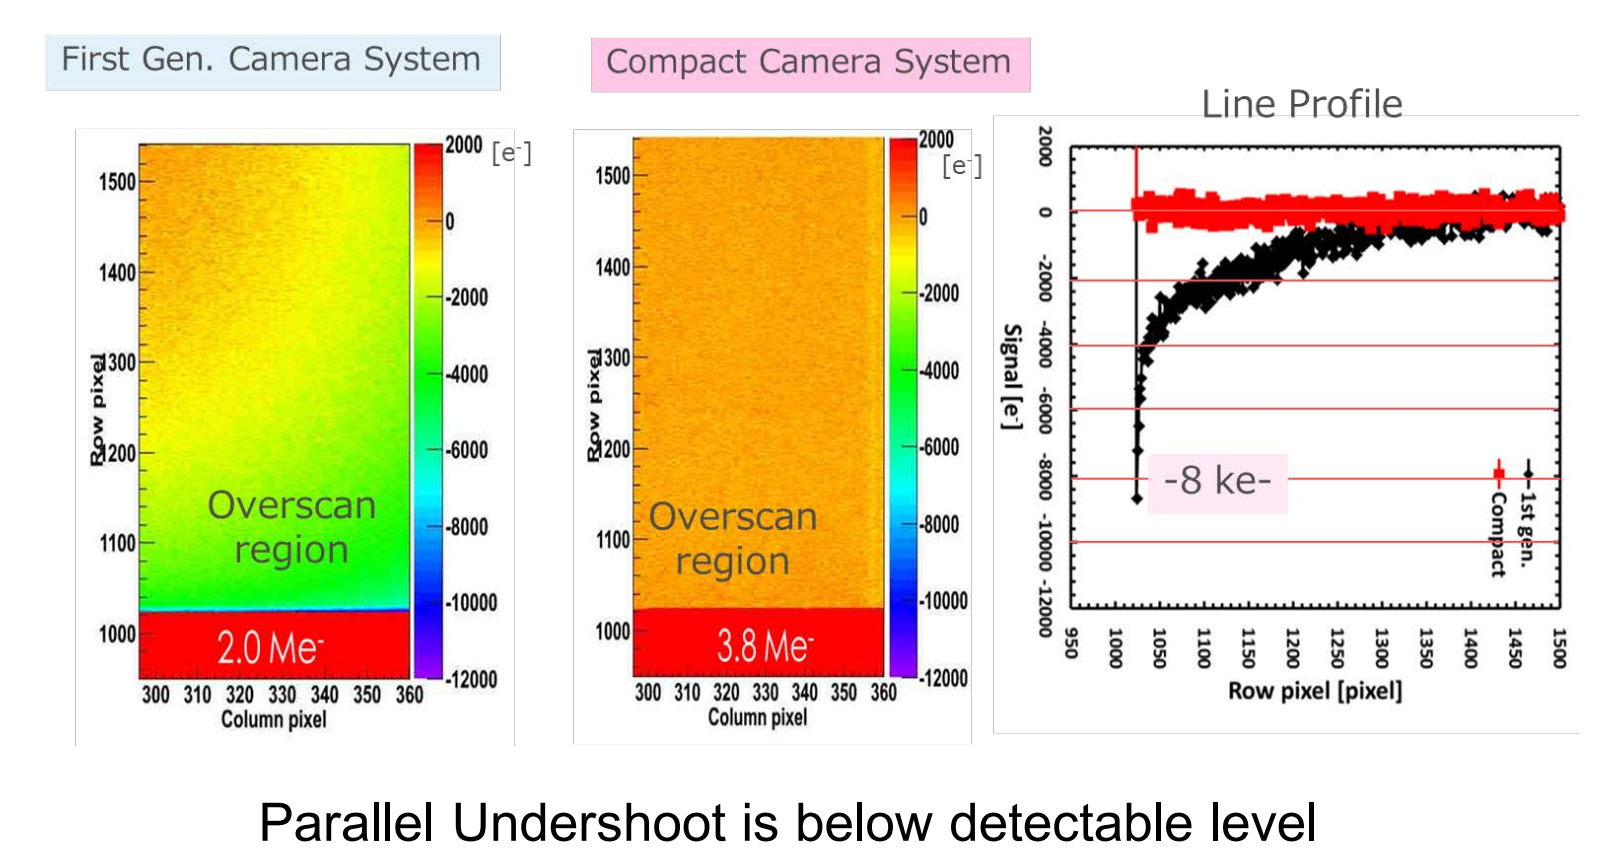 First Gen. Camera System
Compact Camera System
Line Profile
2000
[e-]
0
-2000
-4000
-6000
-8000
-10000
-12000
1500
1400
1300
1200
1100
1000
Row pixel
Overscan
region
2.0 Me-
300 310 320 330 340 350 360
Column pixel
2000
[e-]
0
-2000
-4000
-6000
-8000
-10000
-12000
1500
1400
1300
1200
1100
1000
Row pixel
Overscan
region
3.8 Me-
300 310 320 330 340 350 360
Column pixel
2000
0
-2000
-4000
-6000
-8000
-10000
-12000
Signal [e-]
-8 ke-
1st gen.
Compact
950 1000 1050 1100 1150 1200 1250 1300 1350 1400 1450 1500
Row pixel [pixel]
Parallel Undershoot is below detectable level